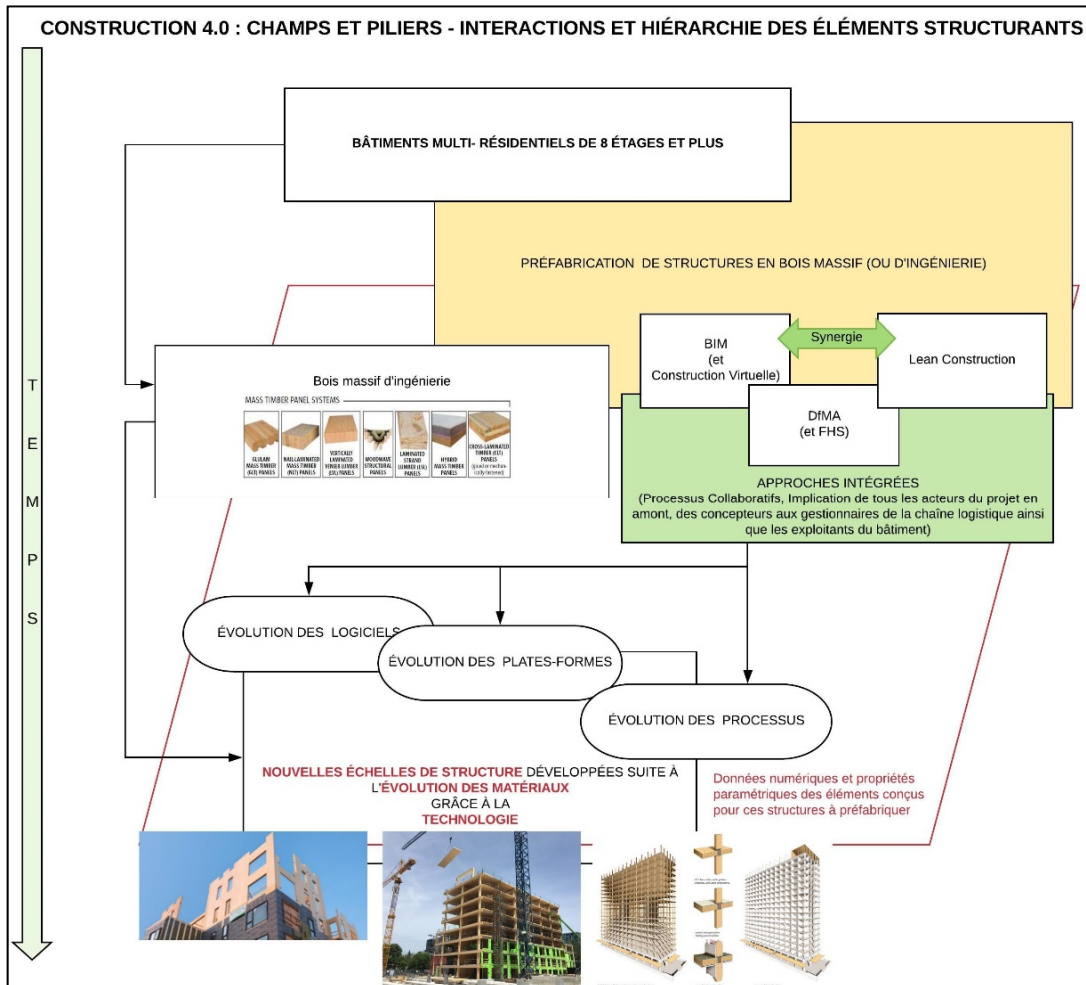 CONSTRUCTION 4.0 : CHAMPS ET PILIERS - INTERACTIONS ET HIÉRARCHIE DES ÉLÉMENTS STRUCTURANTS
T
E
M
P
S
BÂTIMENTS MULTI- RÉSIDENTIELS DE 8 ÉTAGES ET PLUS
PRÉFABRICATION DE STRUCTURES EN BOIS MASSIF (OU D'INGÉNIERIE)
BIM
(et
Construction Virtuelle)
Synergie
Lean Construction
DfMA
(et FHS)
APPROCHES INTÉGRÉES
(Processus Collaboratifs, Implication de tous les acteurs du projet en
amont, des concepteurs aux gestionnaires de la chaîne logistique ainsi
que les exploitants du bâtiment)
Bois massif d'ingénierie
MASS TIMBER PANEL SYSTEMS
GLULAM
MASS TIMBER
(GLT) PANELS
NAIL LAMINATED
MASS TIMBER
(NLT) PANELS
VERTICALLY
LAMINATED
VENEER LUMBER
(LVL) PANELS
WOODWAVE
STRUCTURAL
PANELS
LAMINATED
STRAND
LUMBER (LSL)
PANELS
HYBRID
MASS TIMBER
PANELS
CROSS-LAMINATED
TIMBER (CLT)
PANELS
ÉVOLUTION DES LOGICIELS
ÉVOLUTION DES PLATES-FORMES
ÉVOLUTION DES PROCESSUS
NOUVELLES ÉCHELLES DE STRUCTURE DÉVELOPPÉES SUITE À
L'ÉVOLUTION DES MATÉRIAUX
GRÂCE À LA
TECHNOLOGIE
Données numériques et propriétés
paramétriques des éléments conçus
pour ces structures à préfabriquer